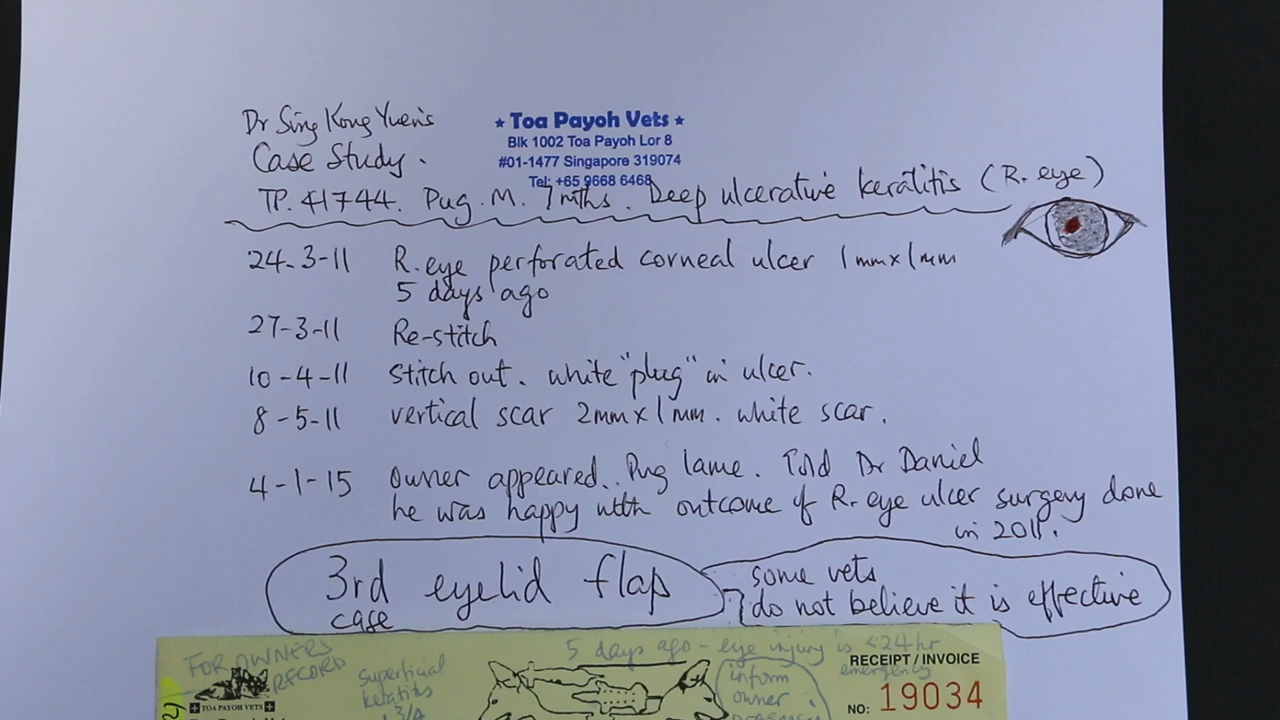 Dr Sing Kong Yuen's
Case Study.
★ Toa Payoh Vets ★
Blk 1002 Toa Payoh Lor 8
#01-1477 Singapore 319074
Tel: +65 9668 6468
TP. 41744. Pug. M. 7 mths. Deep ulcerative keratitis (R. eye)
24-3-11 R. eye perforated corneal ulcer 1mm x 1mm
5 days ago
27-3-11 Re-stitch
10-4-11 Stitch out. white "plug" in ulcer.
8-5-11 vertical scar 2mm x 1mm. white scar.
4-1-15 Owner appeared.. Pug lame. Told Dr Daniel
he was happy with outcome of R. eye ulcer surgery done
in 2011.
3rd eyelid flap
case
some vets
do not believe it is effective
FOR OWNERS
RECORD
TOA PAYOH VETS
superficial
keratitis
5 days ago - eye injury is <24 hr
emergency
inform
owner
RECEIPT / INVOICE
NO: 19034